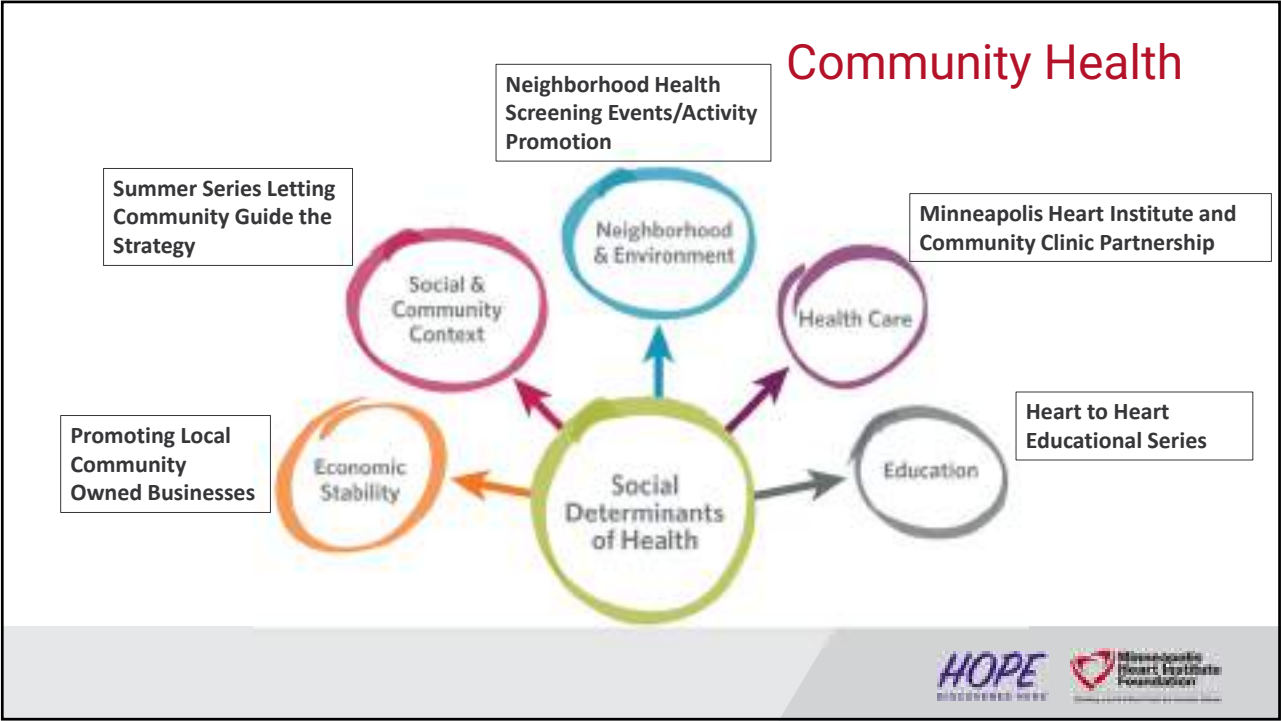 Community Health
Neighborhood Health
Screening Events/Activity
Promotion
Summer Series Letting
Community Guide the
Strategy
Minneapolis Heart Institute and
Community Clinic Partnership
Neighborhood
& Environment
Social &
Community
Context
Health Care
Promoting Local
Community
Owned Businesses
Heart to Heart
Educational Series
Economic
Stability
Education
Social
Determinants
of Health
HOPE
DISCOVERED HERE
Minneapolis
Heart Institute
Foundation